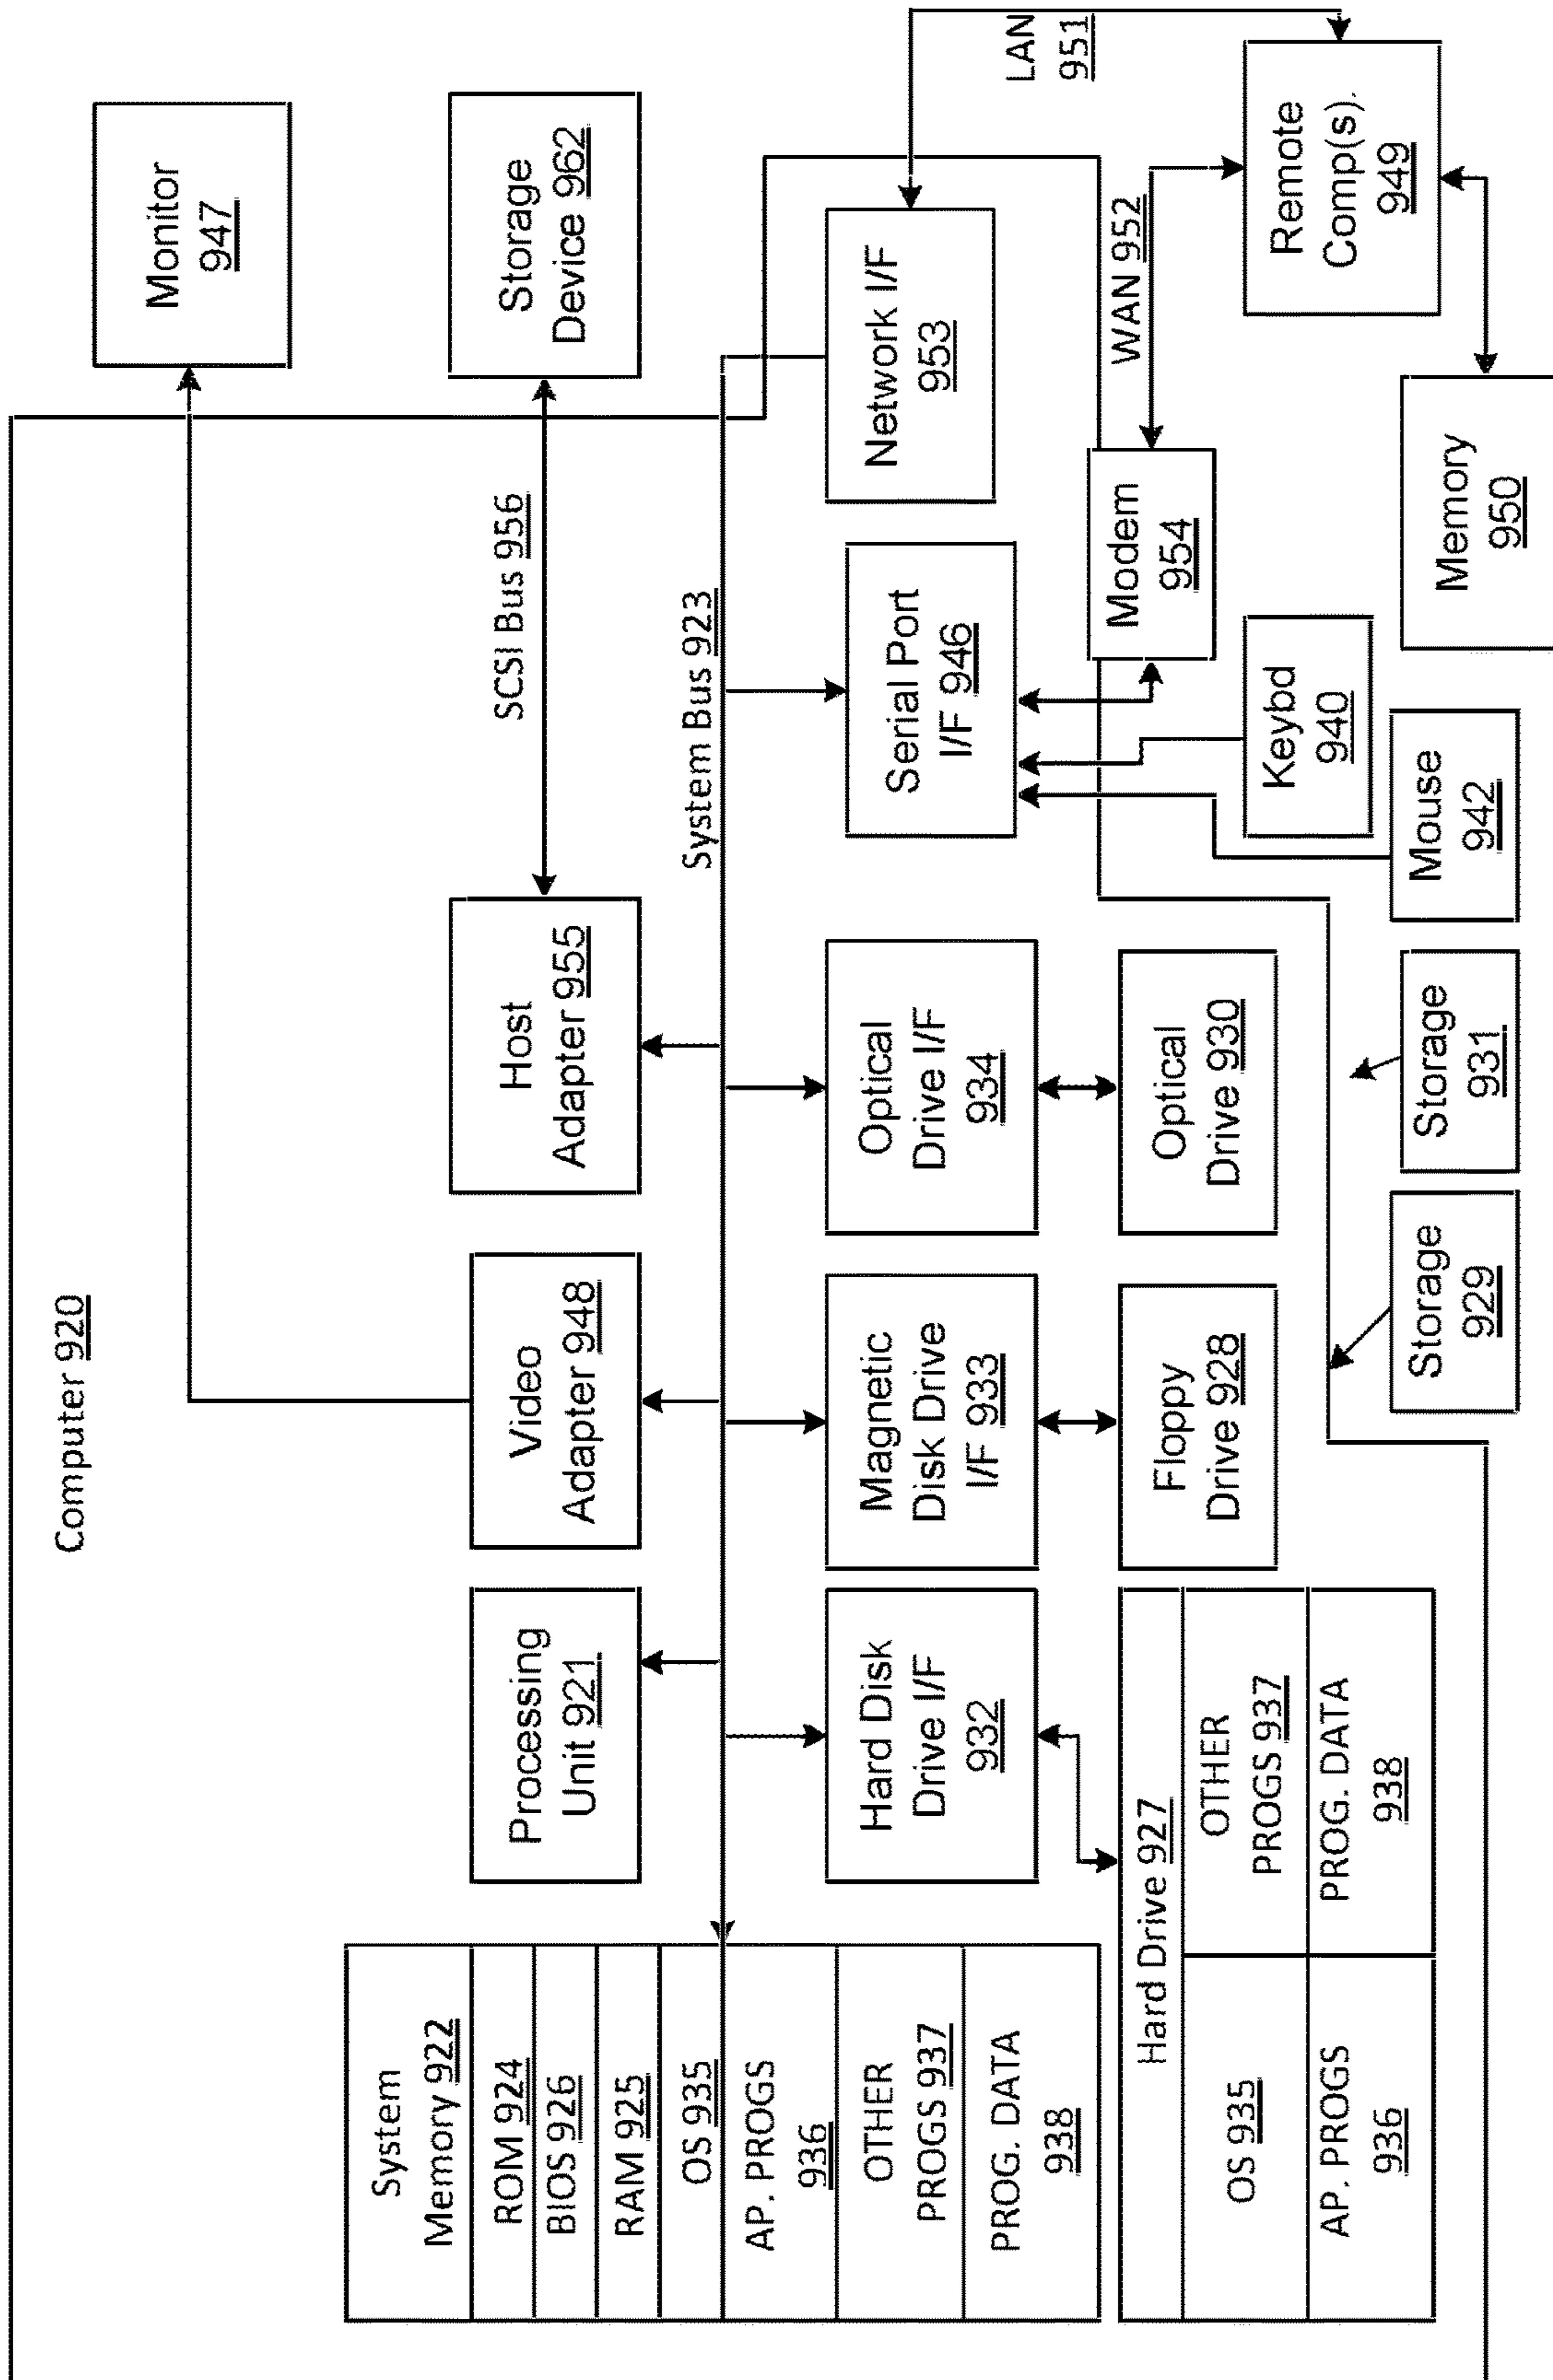 Computer 920
Monitor
947
System
Memory 922
ROM 924
BIOS 926
RAM 925
OS 935
AP. PROGS
936
OTHER
PROGS 937
PROG. DATA
938
Processing
Unit 921
Video
Adapter 948
Host
Adapter 955
SCSI Bus 956
Storage
Device 962
System Bus 923
Hard Disk
Drive I/F
932
Magnetic
Disk Drive
I/F 933
Optical
Drive I/F
934
Serial Port
I/F 946
Network I/F
953
LAN
951
Hard Drive 927
OS 935
OTHER
PROGS 937
AP. PROGS
936
PROG. DATA
938
Floppy
Drive 928
Optical
Drive 930
Modem
954
WAN 952
Remote
Comp(s).
949
Keybd
940
Storage
929
Storage
931
Mouse
942
Memory
950